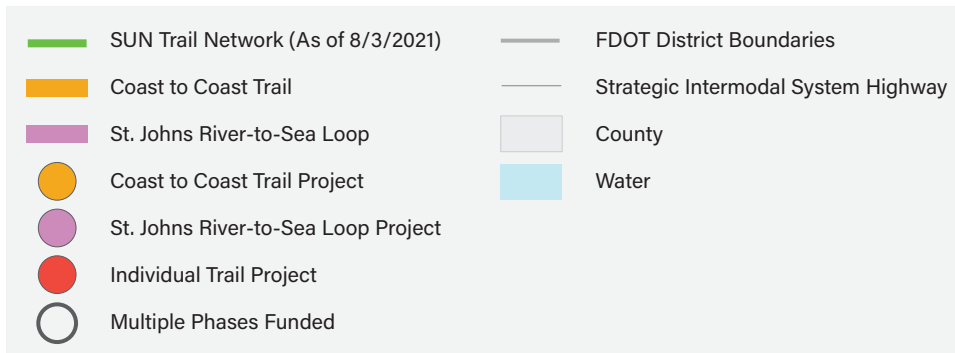 SUN Trail Network (As of 8/3/2021)
Coast to Coast Trail
St. Johns River-to-Sea Loop
Coast to Coast Trail Project
St. Johns River-to-Sea Loop Project
Individual Trail Project
Multiple Phases Funded
FDOT District Boundaries
Strategic Intermodal System Highway
County
Water